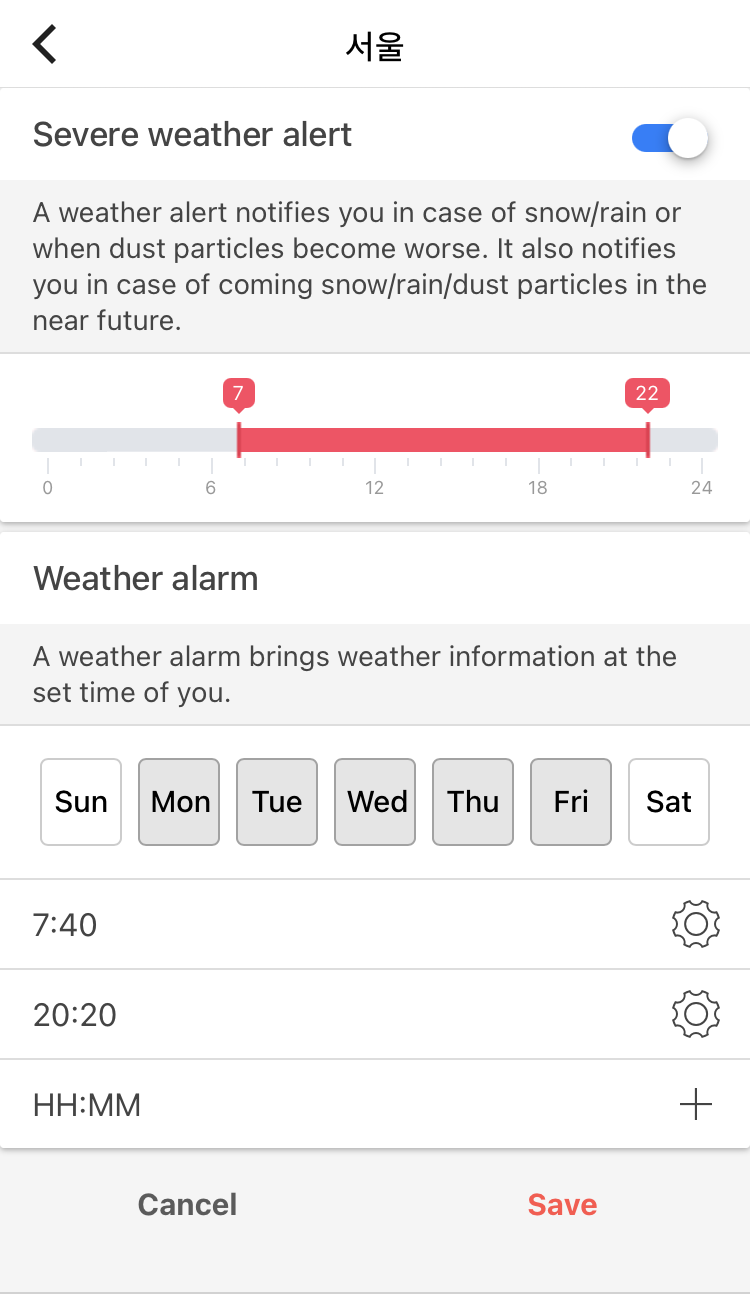 서울
Severe weather alert
A weather alert notifies you in case of snow/rain or
when dust particles become worse. It also notifies
you in case of coming snow/rain/dust particles in the
near future.
7 22
0 6 12 18 24
Weather alarm
A weather alarm brings weather information at the
set time of you.
Sun Mon Tue Wed Thu Fri Sat
7:40
20:20
HH:MM
Cancel Save